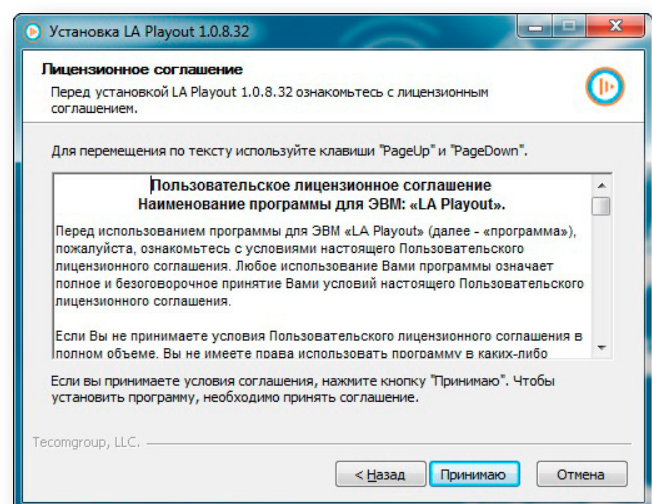 Установка LA Playout 1.0.8.32
Лицензионное соглашение
Перед установкой LA Playout 1.0.8.32 ознакомьтесь с лицензионным
соглашением.
Для перемещения по тексту используйте клавиши "PageUp" и "PageDown".
Пользовательское лицензионное соглашение
Наименование программы для ЭВМ: «LA Playout».
Перед использованием программы для ЭВМ «LA Playout» (далее - «программа»),
пожалуйста, ознакомьтесь с условиями настоящего Пользовательского
лицензионного соглашения. Любое использование Вами программы означает
полное и безоговорочное принятие Вами условий настоящего Пользовательского
лицензионного соглашения.
Если Вы не принимаете условия Пользовательского лицензионного соглашения в
полном объеме, Вы не имеете права использовать программу в каких-либо
Если вы принимаете условия соглашения, нажмите кнопку "Принимаю". Чтобы
установить программу, необходимо принять соглашение.
Tecomgroup, LLC.
< Назад Принимаю Отмена